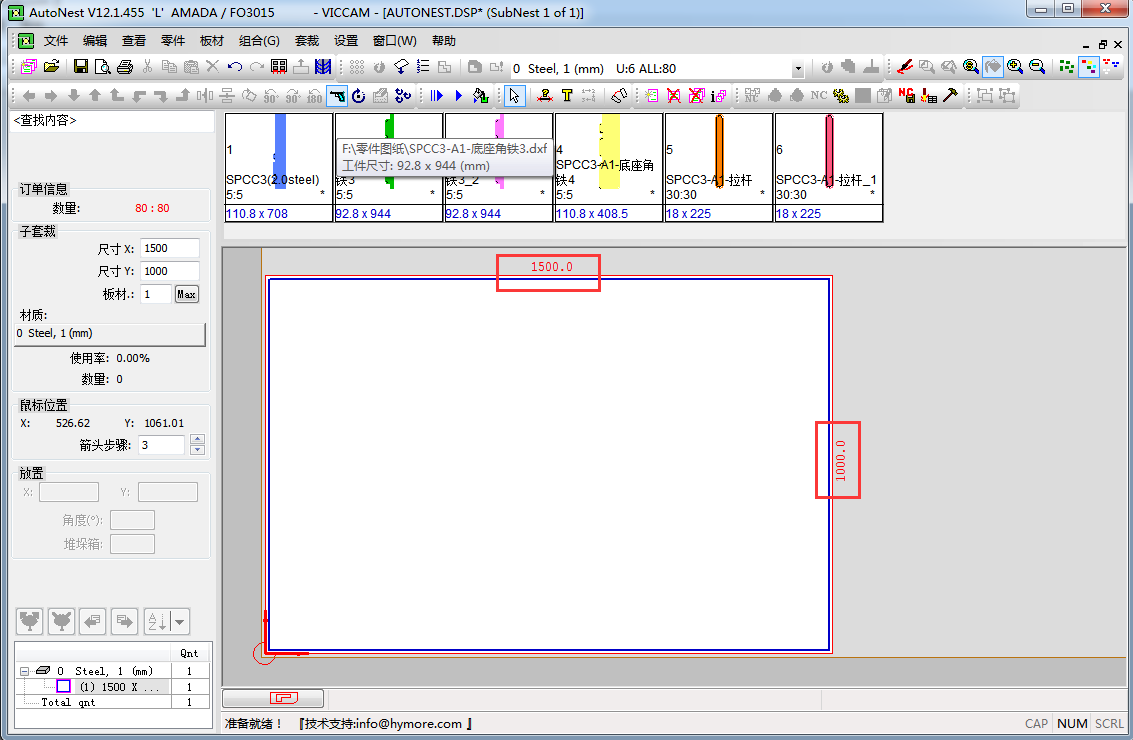 AutoNest V12.1.455 'L' AMADA / FO3015 - VICCAM - [AUTONEST.DSP* (SubNest 1 of 1)]
文件 编辑 查看 零件 板材 组合(G) 套裁 设置 窗口(W) 帮助
0 Steel, 1 (mm) U:6 ALL:80
90° 90° 180 T NC NC NC
<查找内容>
订单信息
数量: 80 : 80
子套裁
尺寸 X: 1500
尺寸 Y: 1000
板材.: 1 Max
材质:
0 Steel, 1 (mm)
使用率: 0.00%
数量: 0
鼠标位置
X: 526.62 Y: 1061.01
箭头步骤: 3
放置
X: Y:
角度(°):
堆垛箱:
Qnt
0 Steel, 1 (mm) 1
(1) 1500 X ... 1
Total qnt 1
1
SPCC3(2.0steel)
5:5 *
110.8 x 708
铁3
5:5 *
92.8 x 944
铁3_2
5:5 *
92.8 x 944
4
SPCC3-A1-底座角
铁4
5:5 *
110.8 x 408.5
5
SPCC3-A1-拉杆
30:30 *
18 x 225
6
SPCC3-A1-拉杆_1
30:30 *
18 x 225
F:\零件图纸\SPCC3-A1-底座角铁3.dxf
工件尺寸: 92.8 x 944 (mm)
1500.0
1000.0
准备就绪！ 『技术支持:info@hymore.com 』
CAP NUM SCRL